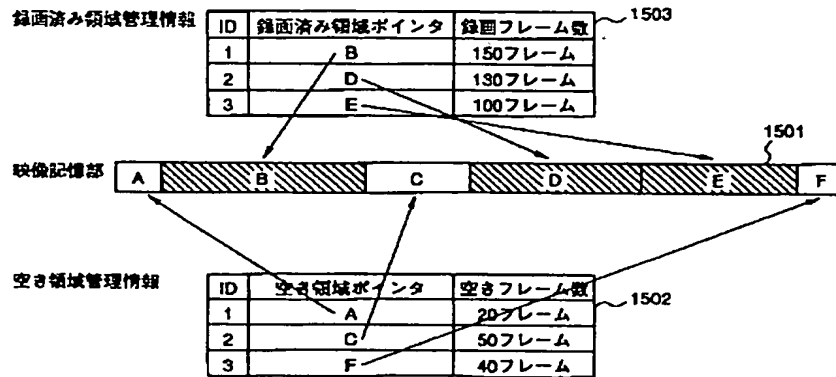 録画済み領域管理情報
ID 録画済み領域ポインタ 録画フレーム数
1503
1 B 150フレーム
2 D 130フレーム
3 E 100フレーム
1501
映像記憶部
A B C D E F
空き領域管理情報
ID 空き領域ポインタ 空きフレーム数
1502
1 A 20フレーム
2 C 50フレーム
3 F 40フレーム